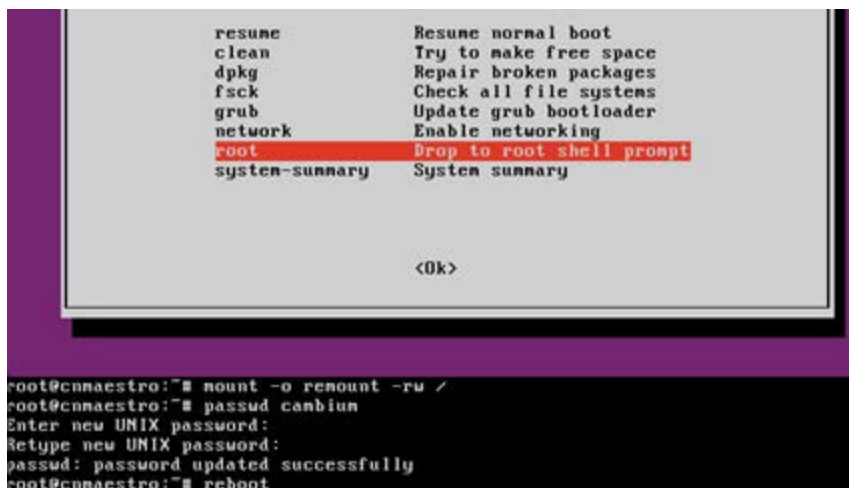 resume Resume normal boot
clean Try to make free space
dpkg Repair broken packages
fsck Check all file systems
grub Update grub bootloader
network Enable networking
root Drop to root shell prompt
system-summary System summary
<Ok>
root@cnmaestro:~# mount -o remount -rw /
root@cnmaestro:~# passwd cambium
Enter new UNIX password:
Retype new UNIX password:
passwd: password updated successfully
root@cnmaestro:~# reboot